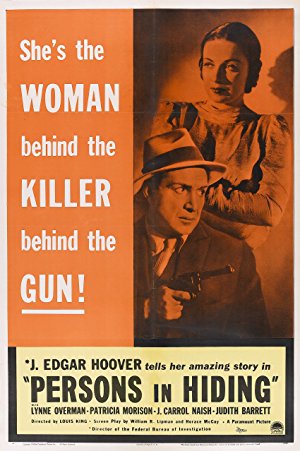 She's the
WOMAN
behind the
KILLER
behind the
GUN!
*J. EDGAR HOOVER tells her amazing story in
"PERSONS IN HIDING"
WITH
LYNNE OVERMAN • PATRICIA MORISON • J. CARROL NAISH • JUDITH BARRETT
Directed by LOUIS KING • Screen Play by William R. Lipman and Horace McCoy • A Paramount Picture
*Director of the Federal Bureau of Investigation